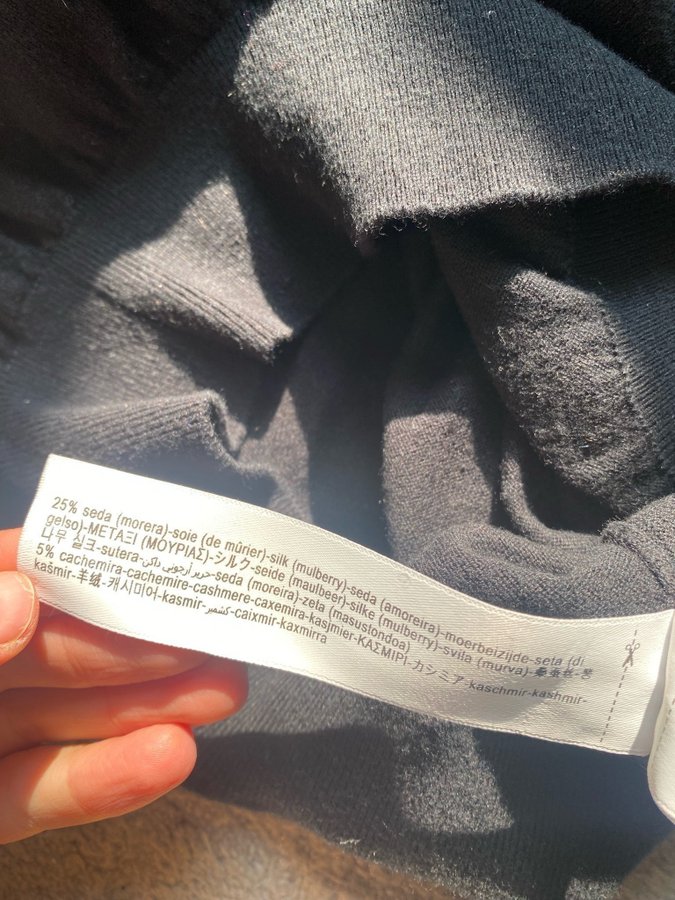 25% seda (morera)-soie (de mûrier)-silk (mulberry)-seda (amoreira)-moerbeizijde-seta (di
gelso)-ΜΕΤΑΞΙ (ΜΟΥΡΙΑΣ)-シルク-seide (maulbeer)-silke (mulberry)-svila (murva)-桑蚕丝-뽕
나무 실크-sutera-حرير أرجوبي داكن-seda (moreira)-zeta (masustondoa)
5% cachemira-cachemire-cashmere-caxemira-kasjmier-ΚΑΣΜΙΡΙ-カシミア-kaschmir-kashmir-
kašmir-羊绒-캐시미어-kasmir-كشمير-caixmir-kaxmirra